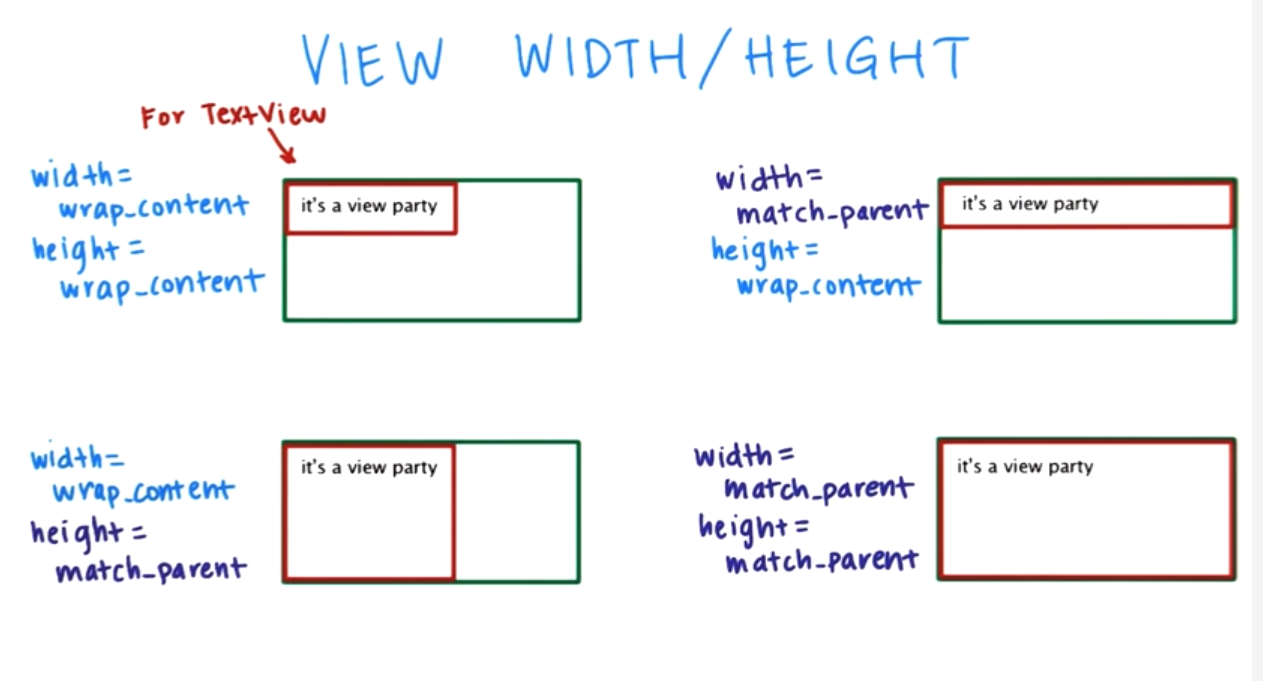 VIEW WIDTH/HEIGHT
For TextView
width=
wrap_content
height=
wrap_content
it's a view party
width=
match_parent
height=
wrap_content
it's a view party
width=
wrap_content
height=
match_parent
it's a view party
width=
match_parent
height=
match_parent
it's a view party